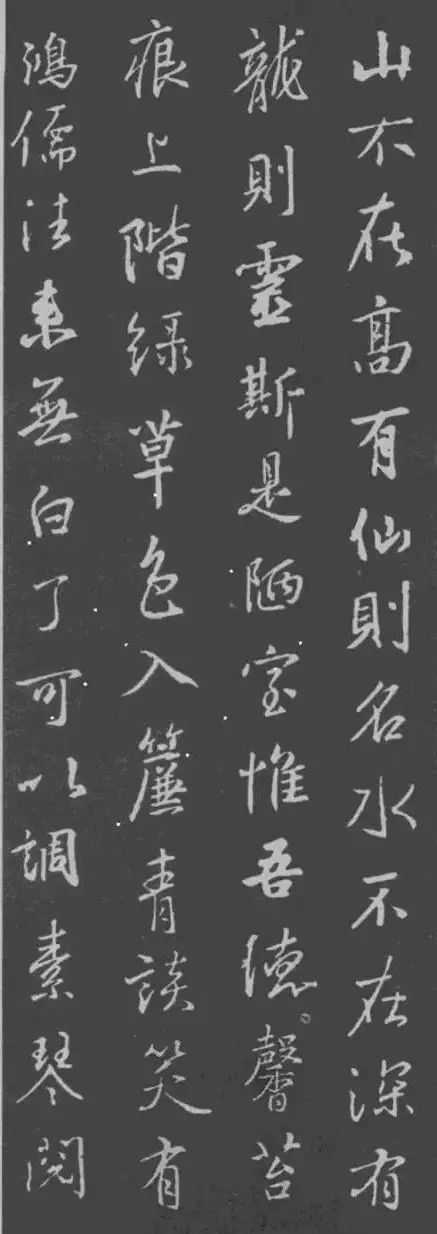 山不在高有仙則名水不在深有
龍則靈斯是陋室惟吾德馨苔
痕上階綠草色入簾青談笑有
鴻儒往來無白丁可以調素琴閱